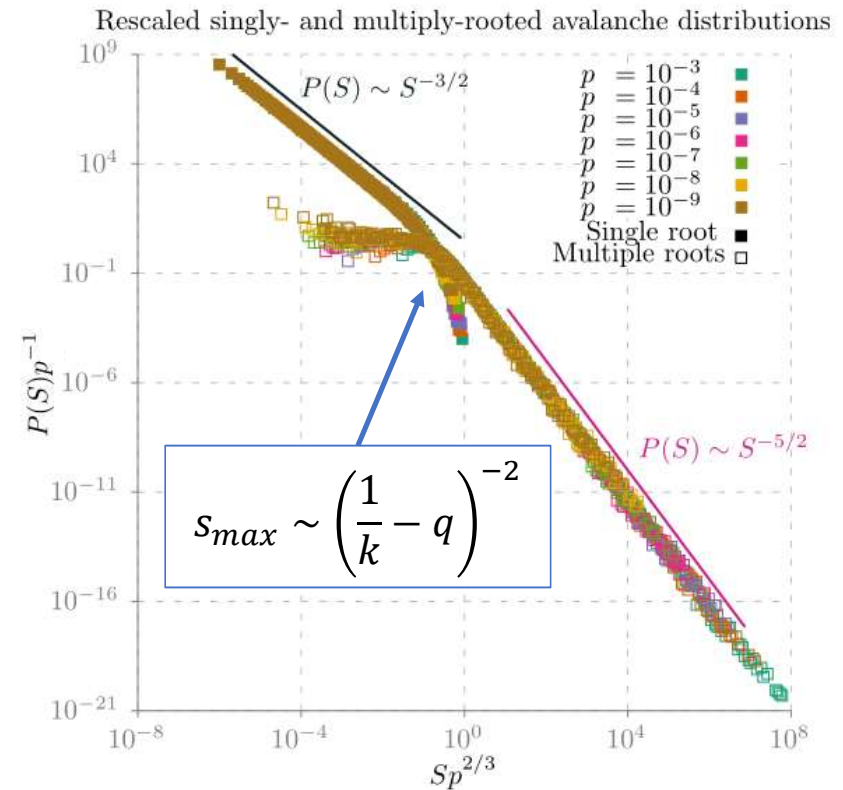 Rescaled singly- and multiply-rooted avalanche distributions
10^9
10^4
10^{-1}
10^{-6}
10^{-11}
10^{-16}
10^{-21}
P(S)p^{-1}
P(S) ∼ S^{-3/2}
p = 10^{-3}
p = 10^{-4}
p = 10^{-5}
p = 10^{-6}
p = 10^{-7}
p = 10^{-8}
p = 10^{-9}
Single root
Multiple roots
P(S) ∼ S^{-5/2}
s_{max} ~ (1/k − q)^{-2}
10^{-8}
10^{-4}
10^0
10^4
10^8
Sp^{2/3}